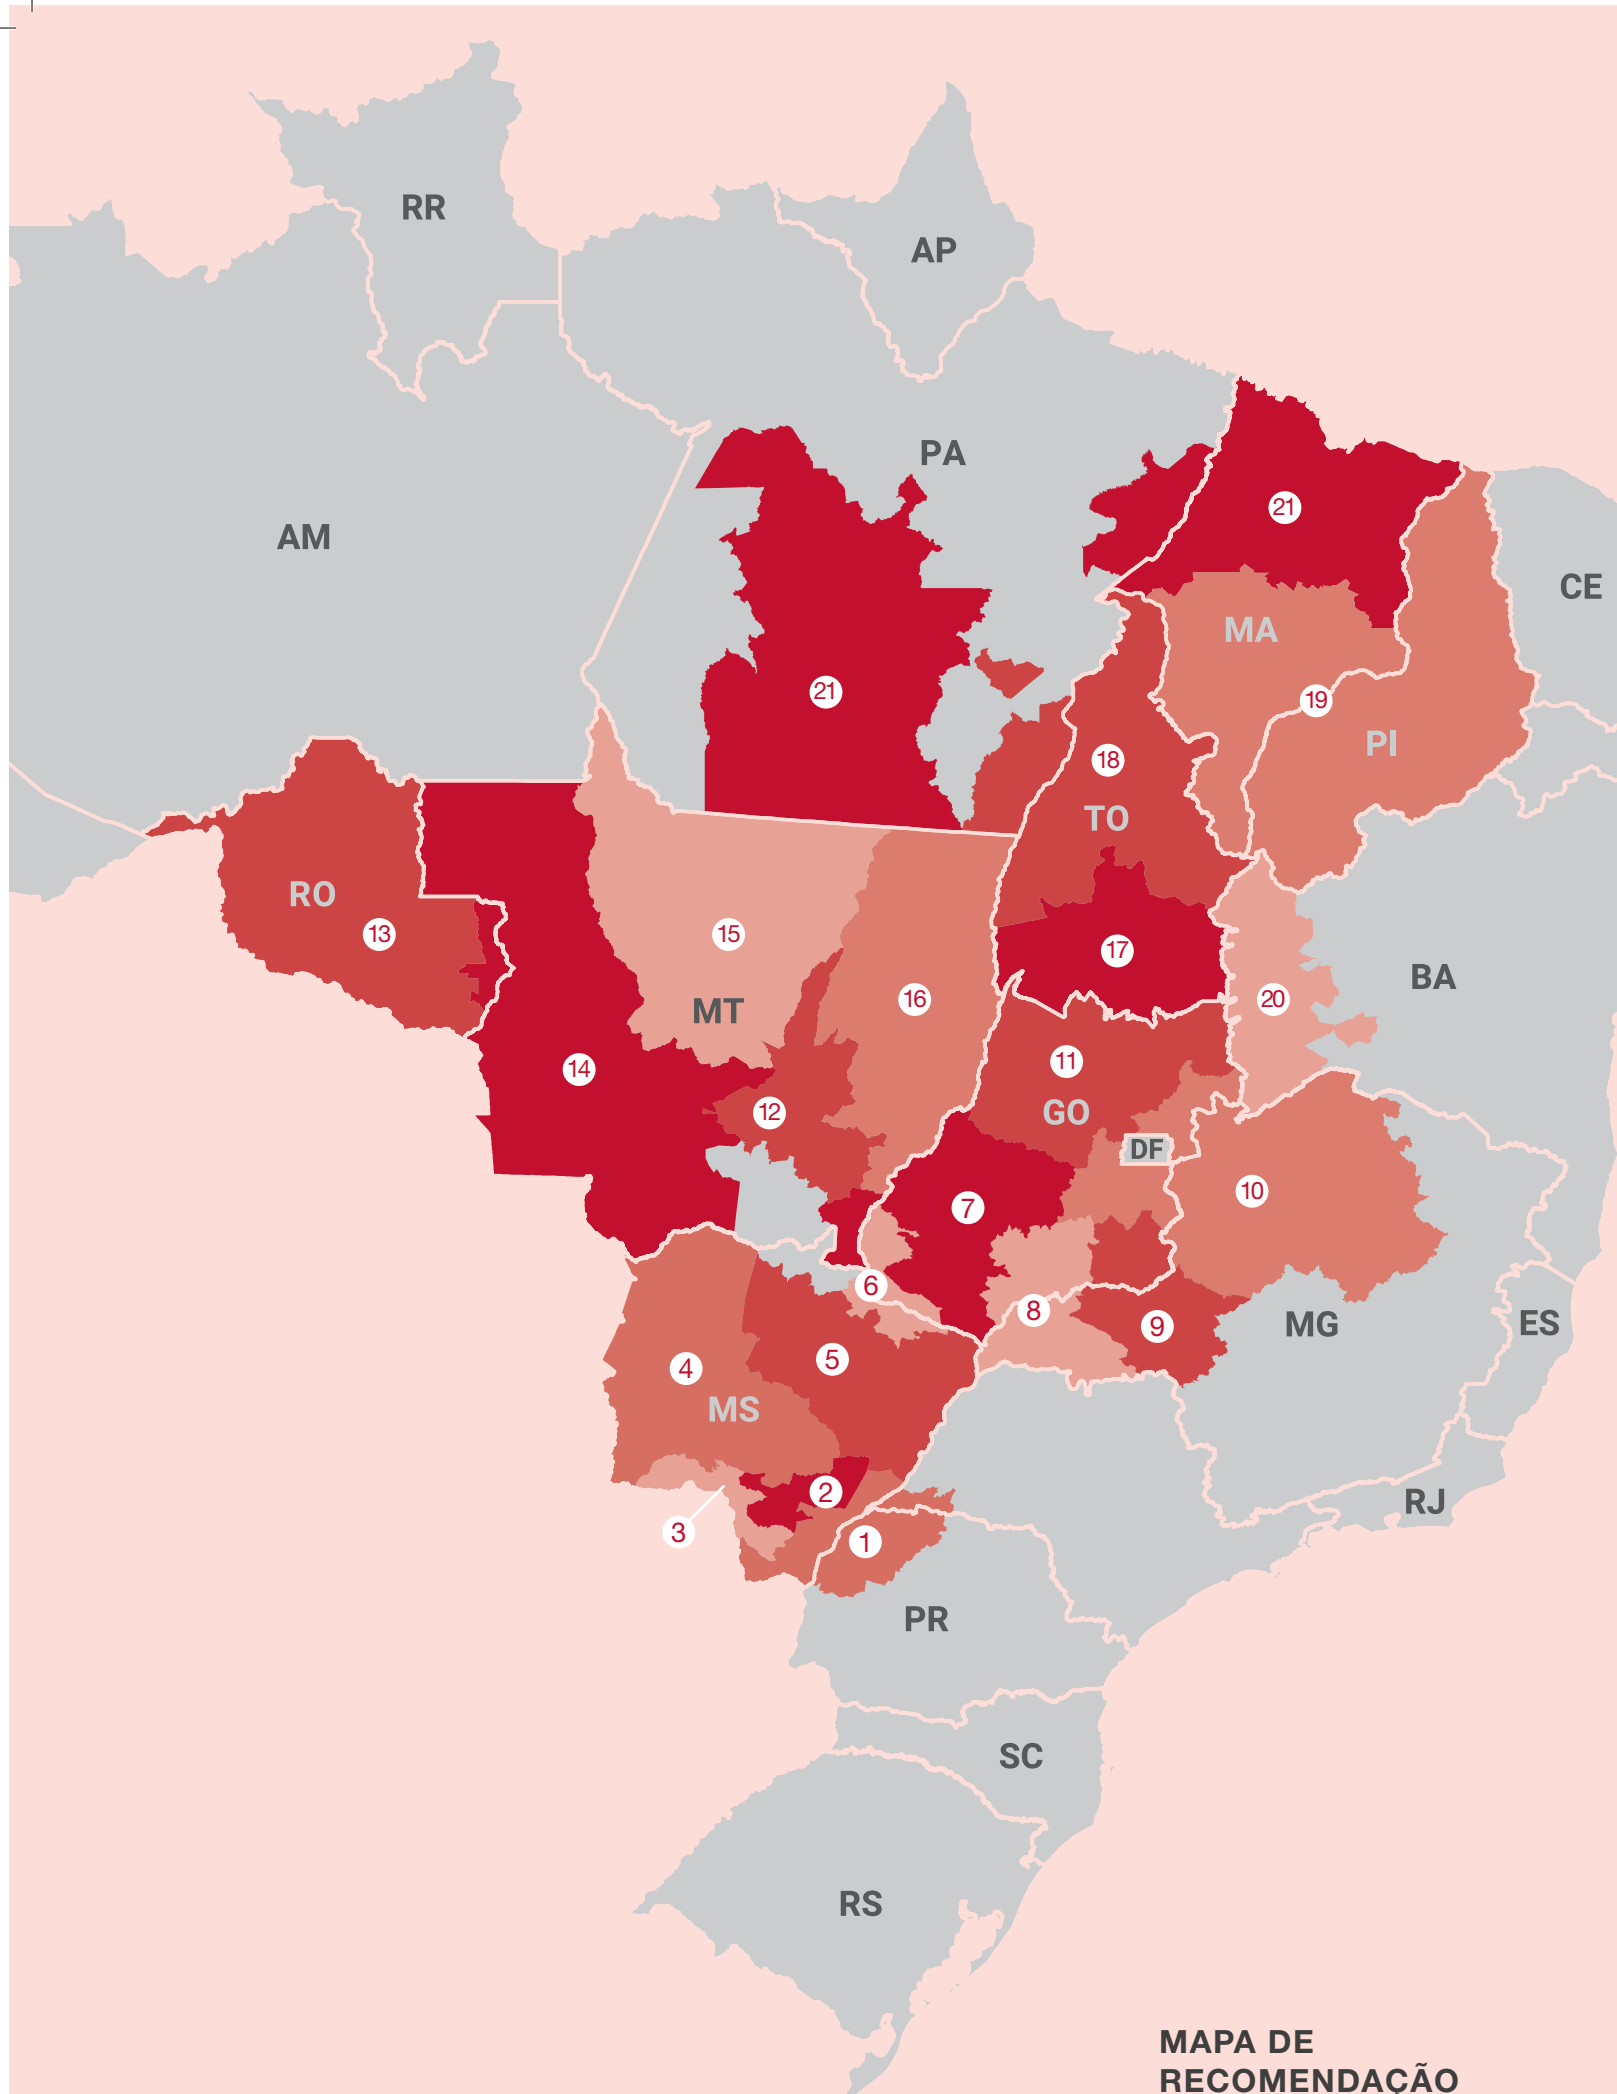 RR
AP
PA
21
AM
CE
MA
21
19
PI
18
TO
RO
13
15
17
BA
16
20
MT
11
14
12
GO
DF
10
7
6
8
9
MG
ES
5
4
MS
2
RJ
3
1
PR
SC
RS
MAPA DE
RECOMENDAÇÃO